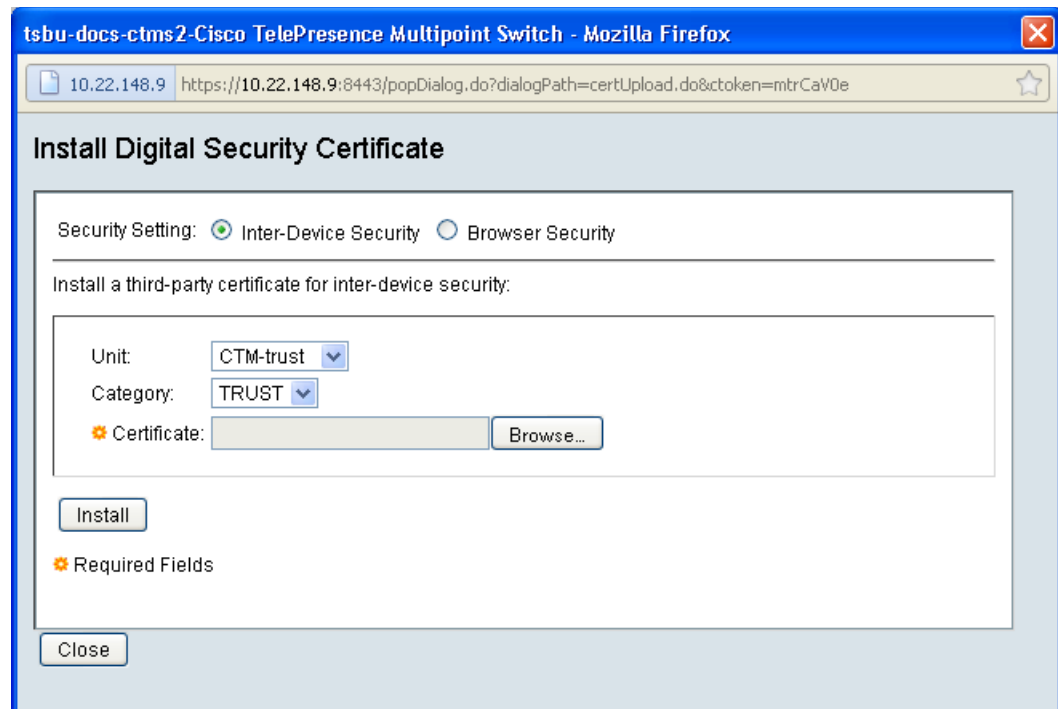 tsbu-docs-ctms2-Cisco TelePresence Multipoint Switch - Mozilla Firefox
10.22.148.9 https://10.22.148.9:8443/popDialog.do?dialogPath=certUpload.do&ctoken=mtrCaV0e
Install Digital Security Certificate
Security Setting: Inter-Device Security Browser Security
Install a third-party certificate for inter-device security:
Unit: CTM-trust
Category: TRUST
Certificate: Browse...
Install
Required Fields
Close